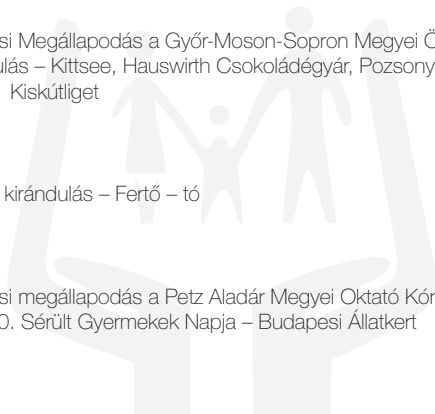 si Megállapodás a Győr-Moson-Sopron Megyei Ö
ulás – Kittsee, Hauswirth Csokoládégyár, Pozsony
Kiskútliget
kirándulás – Fertő – tó
si megállapodás a Petz Aladár Megyei Oktató Kór
0. Sérült Gyermekek Napja – Budapesi Állatkert